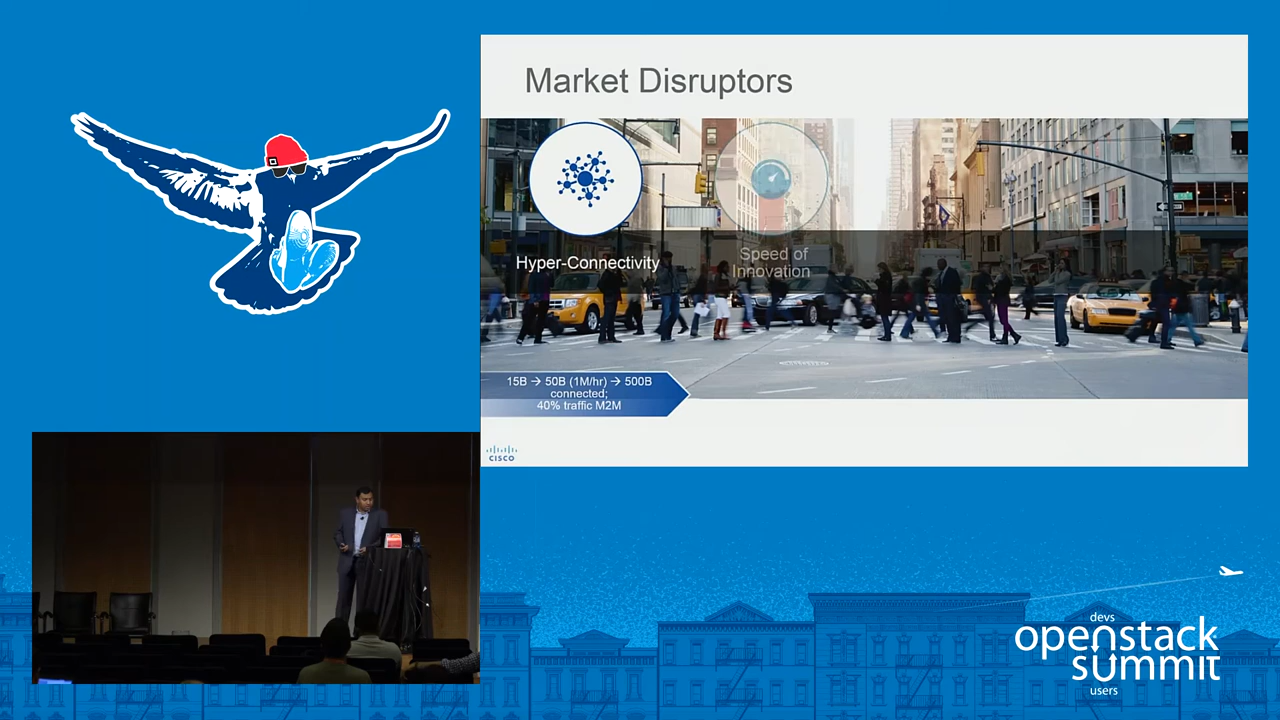 Market Disruptors
Hyper-Connectivity
Speed of
Innovation
15B → 50B (1M/hr) → 500B
connected;
40% traffic M2M
CISCO
devs
openstack
summit
users